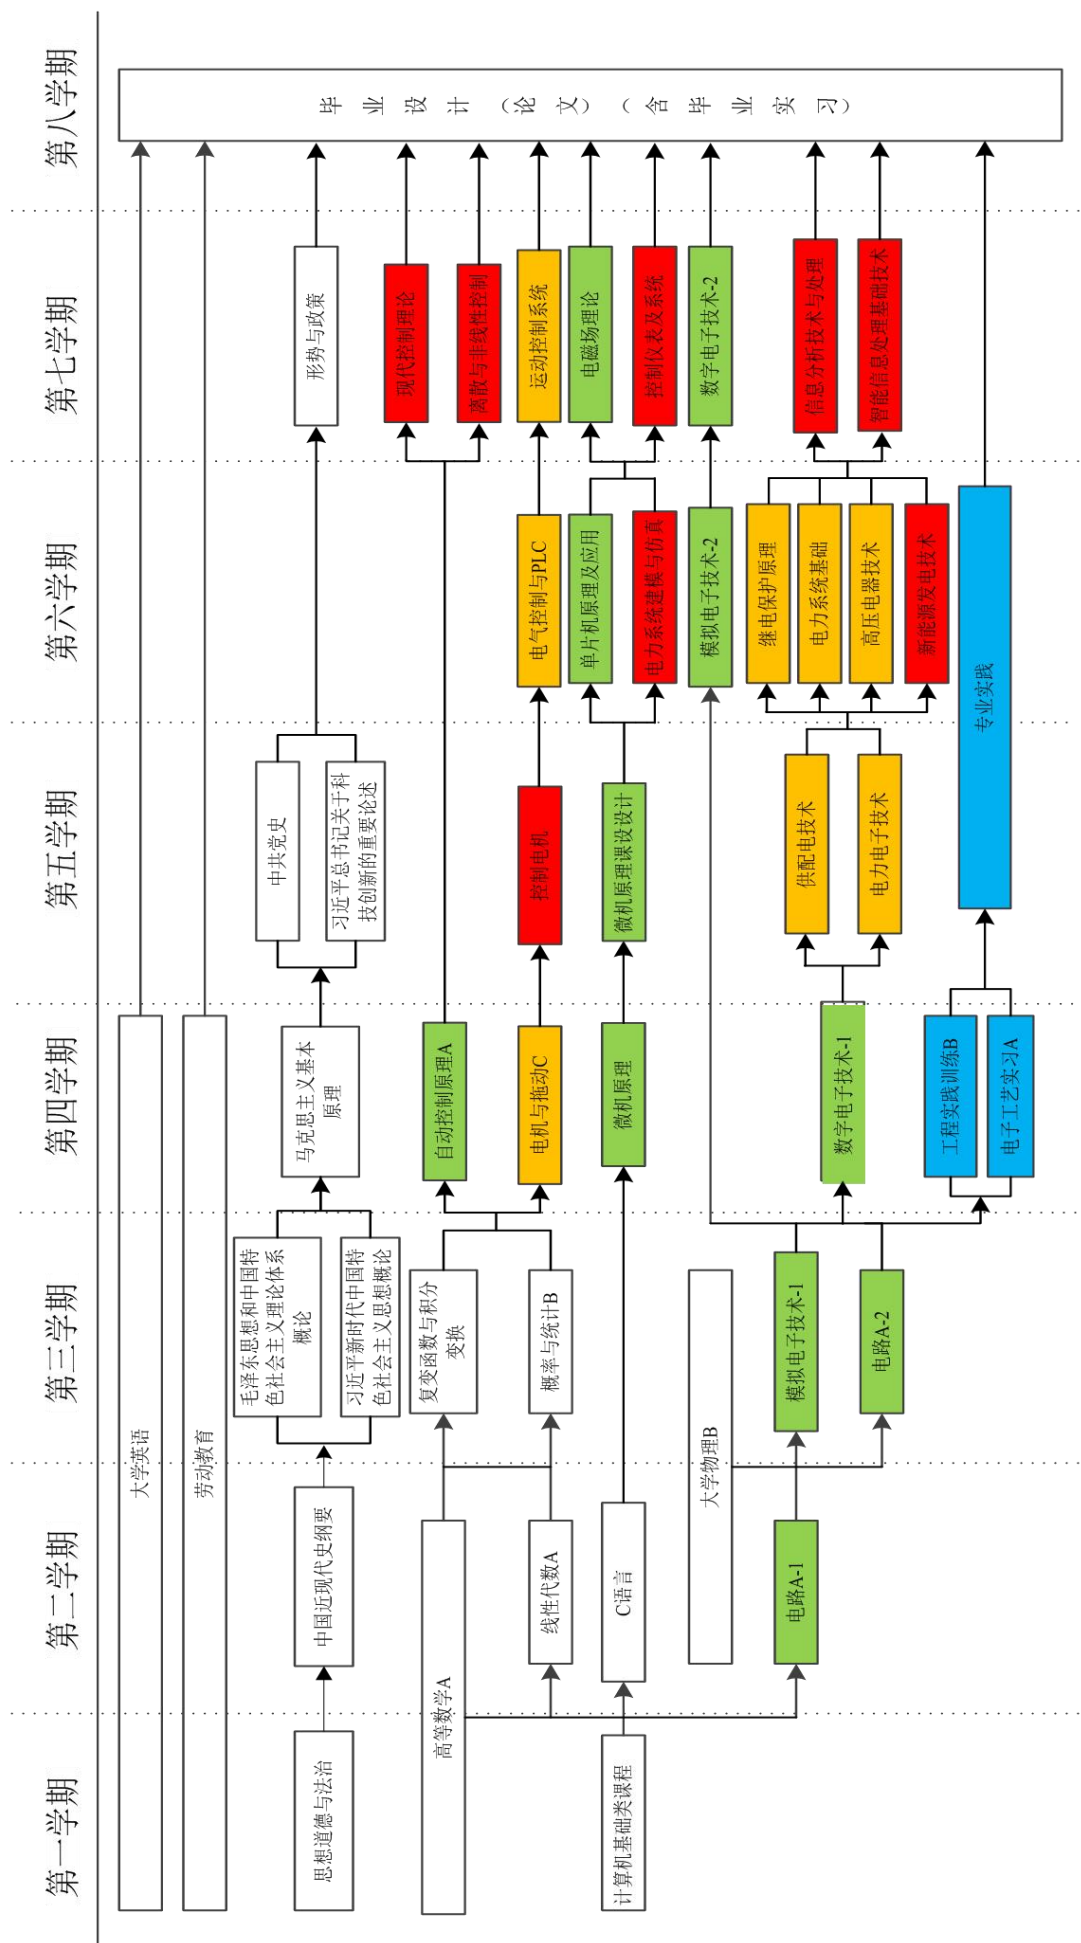 第一学期
第二学期
第三学期
第四学期
第五学期
第六学期
第七学期
第八学期
大学英语
劳动教育
思想道德与法治
中国近现代史纲要
毛泽东思想和中国特
色社会主义理论体系
概论
习近平新时代中国特
色社会主义思想概论
马克思主义基本
原理
中共党史
习近平总书记关于科
技创新的重要论述
形势与政策
高等数学A
线性代数A
复变函数与积分
变换
概率与统计B
自动控制原理A
现代控制理论
离散与非线性控制
电机与拖动C
控制电机
电气控制与PLC
运动控制系统
计算机基础类课程
C语言
微机原理
微机原理课设设计
单片机原理及应用
电力系统建模与仿真
电磁场理论
控制仪表及系统
大学物理B
电路A-1
模拟电子技术-1
电路A-2
数字电子技术-1
模拟电子技术-2
数字电子技术-2
供配电技术
电力电子技术
继电保护原理
电力系统基础
高压电器技术
新能源发电技术
信息分析技术与处理
智能信息处理基础技术
工程实践训练B
电子工艺实习A
专业实践
毕业设计（论文）（含毕业实习）